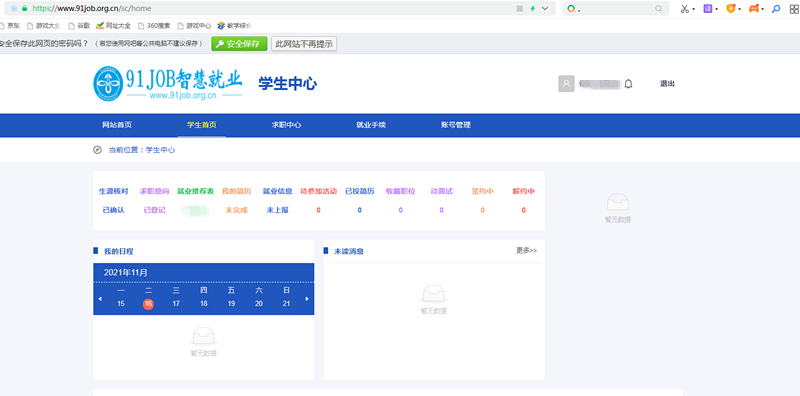 https://www.91job.org.cn/sc/home
京东 游戏大全 谷歌 网址大全 360搜索 游戏中心 教学综合
安全保存此网页的密码吗？（若您使用网吧等公共电脑不建议保存） 安全保存 此网站不再提示
91JOB智慧就业
www.91job.org.cn
学生中心
退出
网站首页 学生首页 求职中心 就业手续 账号管理
当前位置：学生中心
生源核对 求职意向 就业推荐表 我的简历 就业信息 待参加活动 已投简历 收藏职位 待面试 签约中 解约中
已确认 已登记 未完成 未上报 0 0 0 0 0 0
暂无数据
我的日程
2021年11月
一 二 三 四 五 六 日
15 16 17 18 19 20 21
暂无数据
未读消息 更多>>
暂无数据